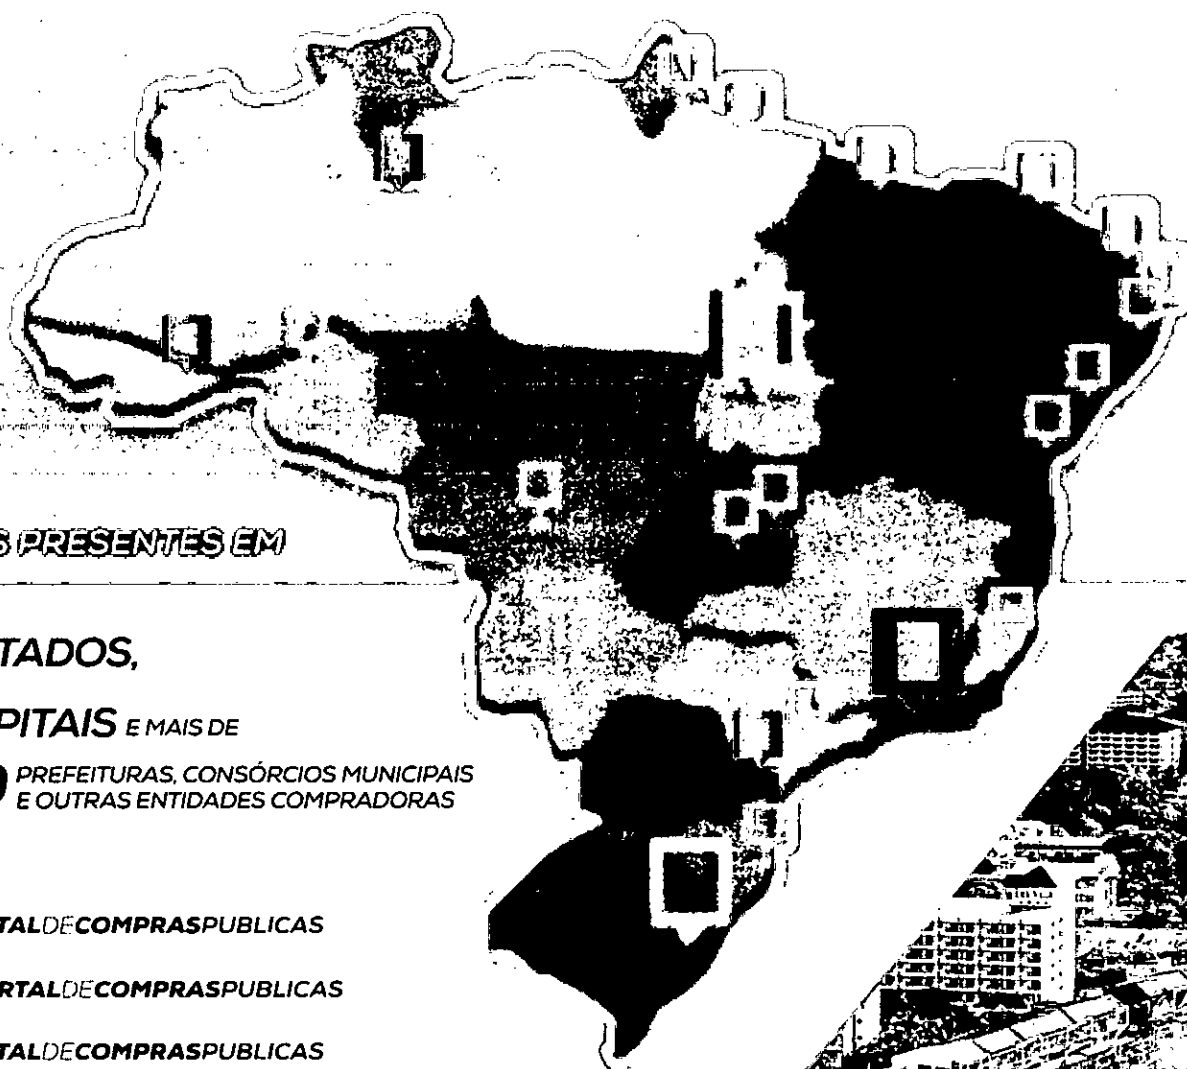 S PRESENTES EM
TADOS,
PITAIS E MAIS DE
PREFEITURAS, CONSÓRCIOS MUNICIPAIS
E OUTRAS ENTIDADES COMPRADORAS
TALDECOMPRASPUBLICAS
RTALDECOMPRASPUBLICAS
TALDECOMPRASPUBLICAS